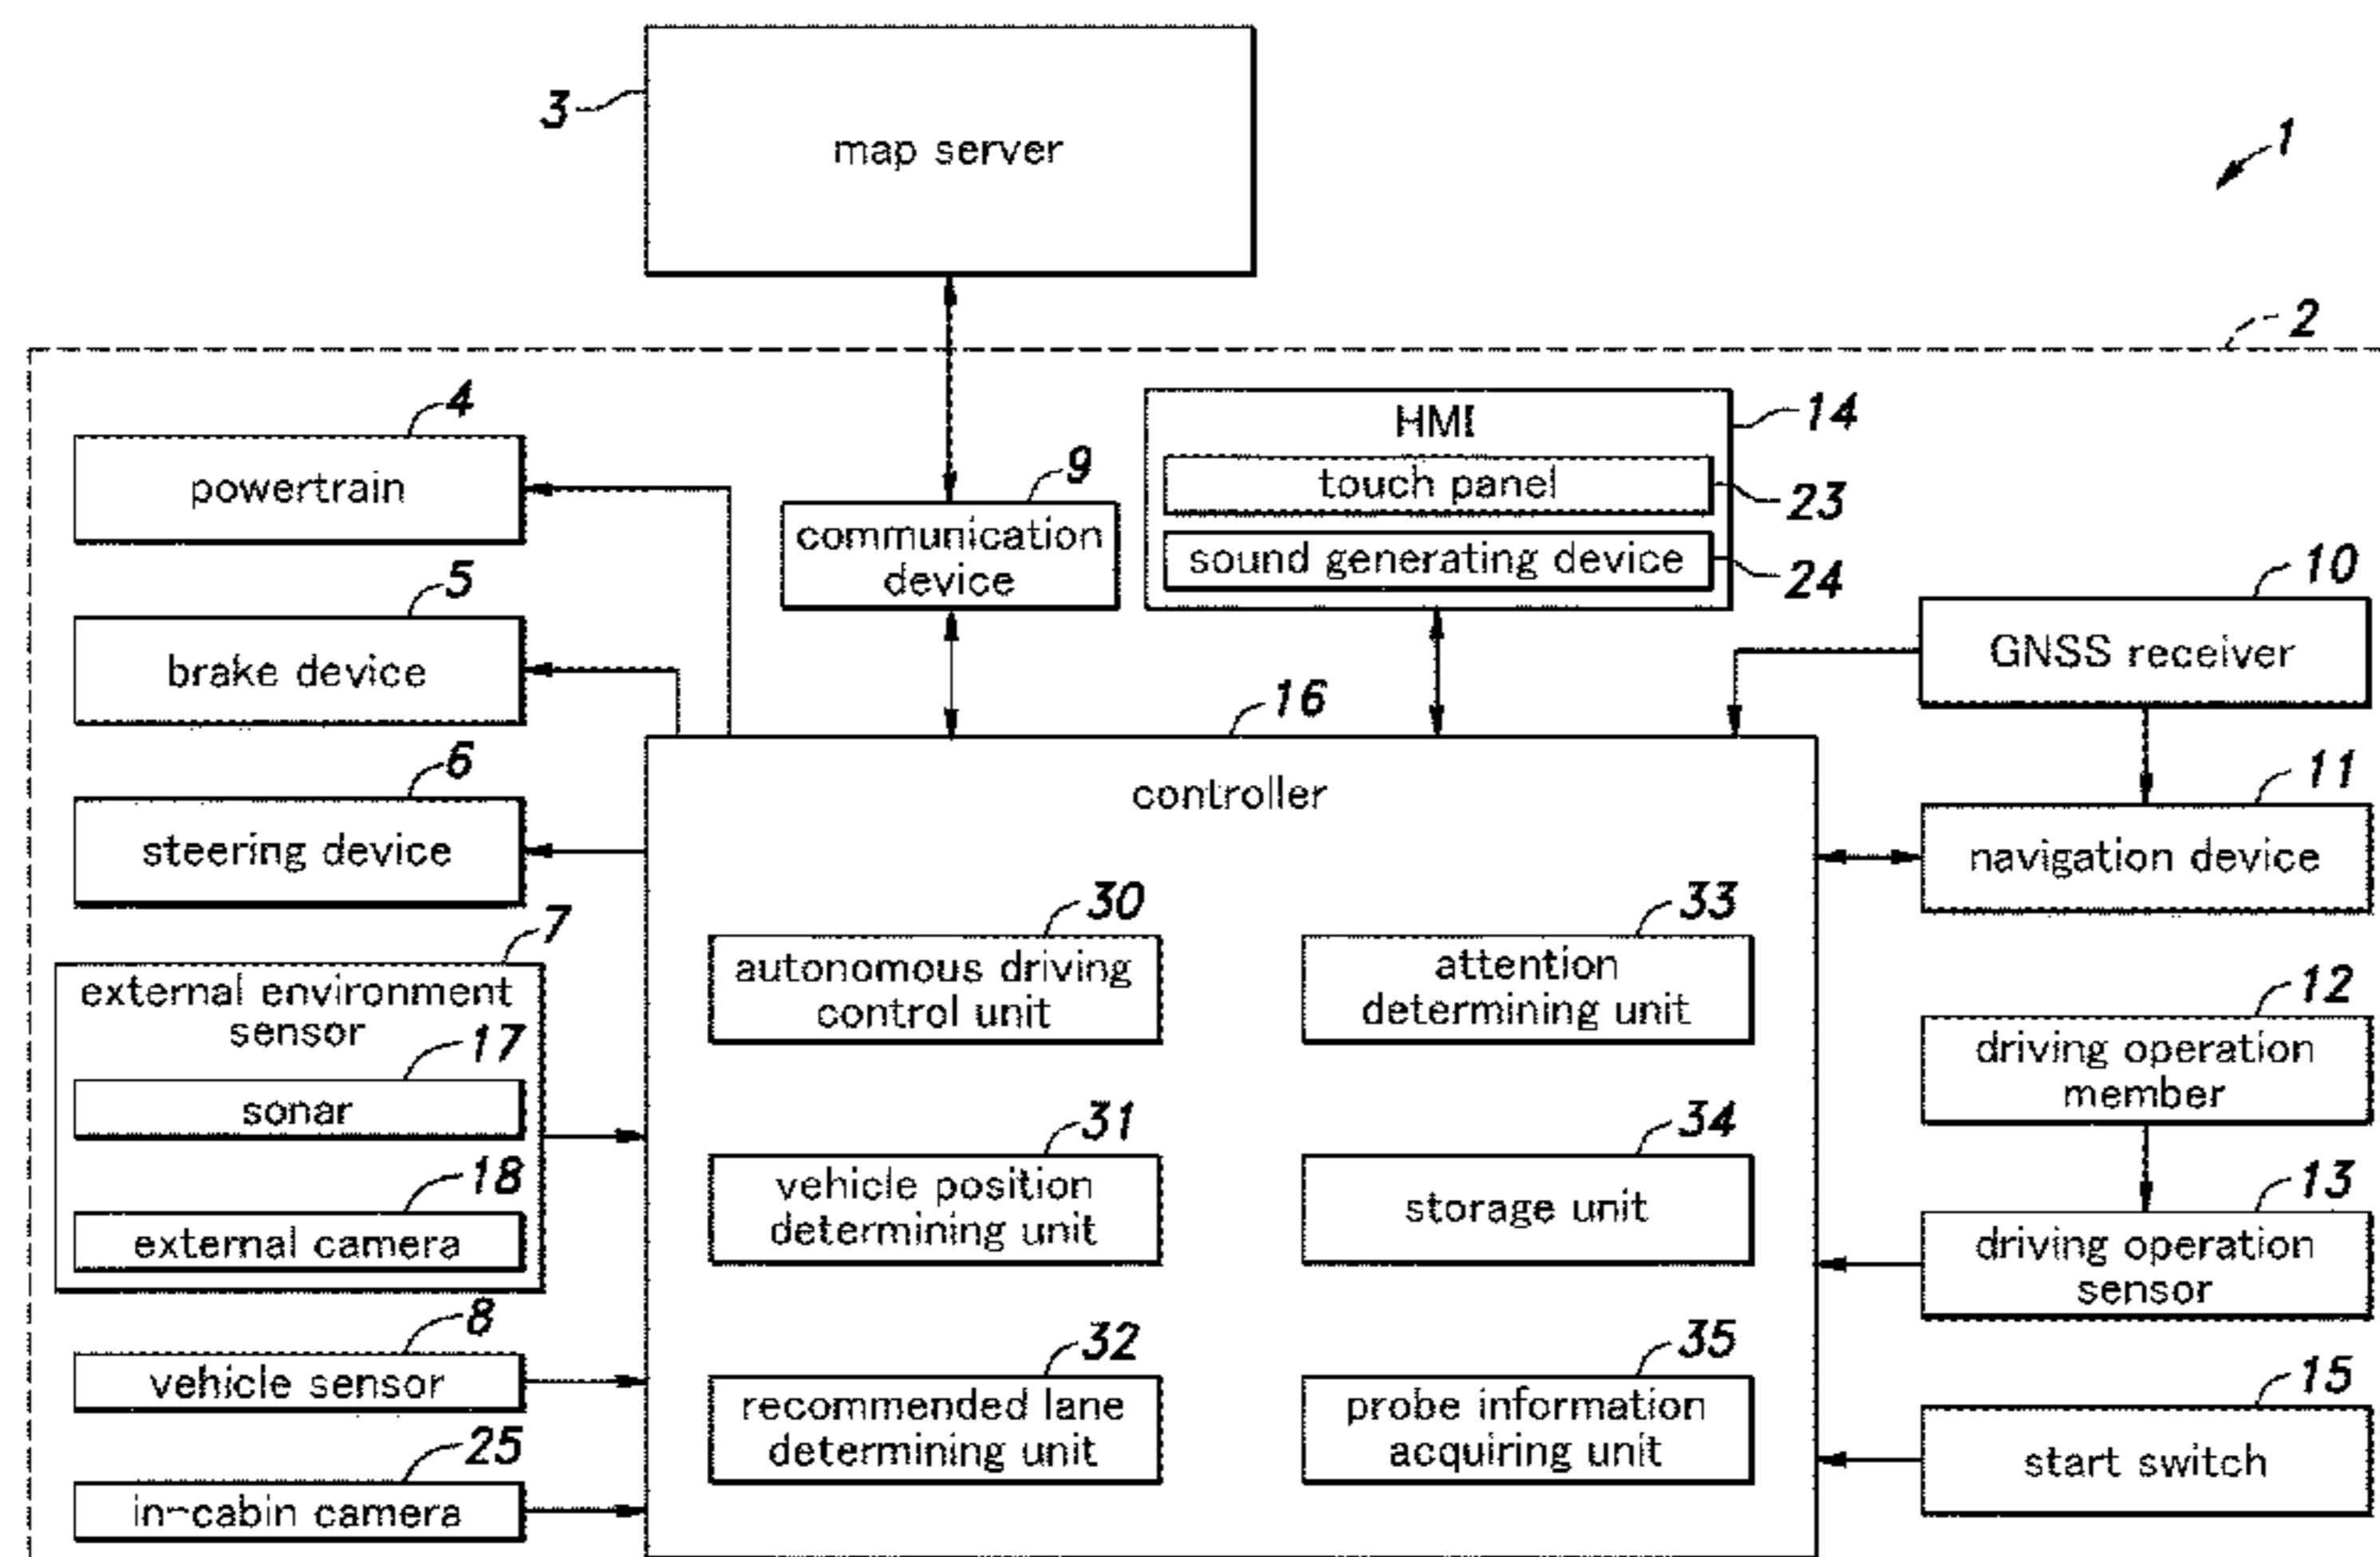 3
map server
1
2
4
powertrain
9
communication
device
HMI
14
touch panel
23
sound generating device
24
5
brake device
10
GNSS receiver
6
steering device
16
controller
11
navigation device
7
external environment
sensor
17
sonar
18
external camera
30
autonomous driving
control unit
33
attention
determining unit
12
driving operation
member
31
vehicle position
determining unit
34
storage unit
13
driving operation
sensor
8
vehicle sensor
32
recommended lane
determining unit
35
probe information
acquiring unit
15
start switch
25
in-cabin camera